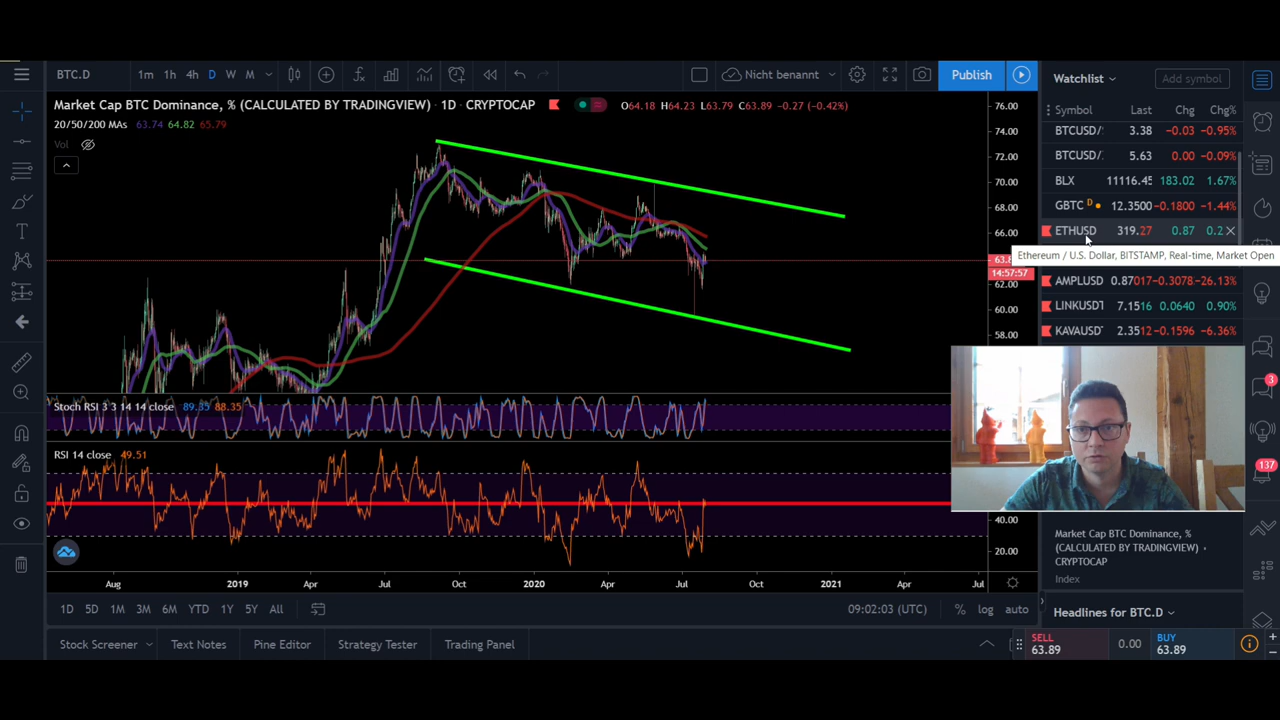 BTC.D 1m 1h 4h D W M Nicht benannt Publish
Watchlist Add symbol
Market Cap BTC Dominance, % (CALCULATED BY TRADINGVIEW) · 1D · CRYPTOCAP O64.18 H64.23 L63.79 C63.89 -0.27 (-0.42%)
20/50/200 MAs 63.74 64.82 65.79
Vol
Symbol Last Chg Chg%
BTCUSD/ 3.38 -0.03 -0.95%
BTCUSD/ 5.63 0.00 -0.09%
BLX 11116.45 183.02 1.67%
GBTC D 12.3500 -0.1800 -1.44%
ETHUSD 319.27 0.87 0.2
Ethereum / U.S. Dollar, BITSTAMP, Real-time, Market Open
AMPLUSD 0.87017 -0.3078 -26.13%
LINKUSDT 7.1516 0.0640 0.90%
KAVAUSD 2.3512 -0.1596 -6.36%
76.00
74.00
72.00
70.00
68.00
66.00
63.8
14:57:57
62.00
60.00
58.00
Stoch RSI 3 3 14 14 close 89.35 88.35
RSI 14 close 49.51
40.00
20.00
Aug 2019 Apr Jul Oct 2020 Apr Jul Oct 2021 Apr Jul
3
137
Market Cap BTC Dominance, %
(CALCULATED BY TRADINGVIEW) ·
CRYPTOCAP
Index
1D 5D 1M 3M 6M YTD 1Y 5Y All 09:02:03 (UTC) % log auto
Headlines for BTC.D
Stock Screener Text Notes Pine Editor Strategy Tester Trading Panel
SELL
63.89
0.00
BUY
63.89